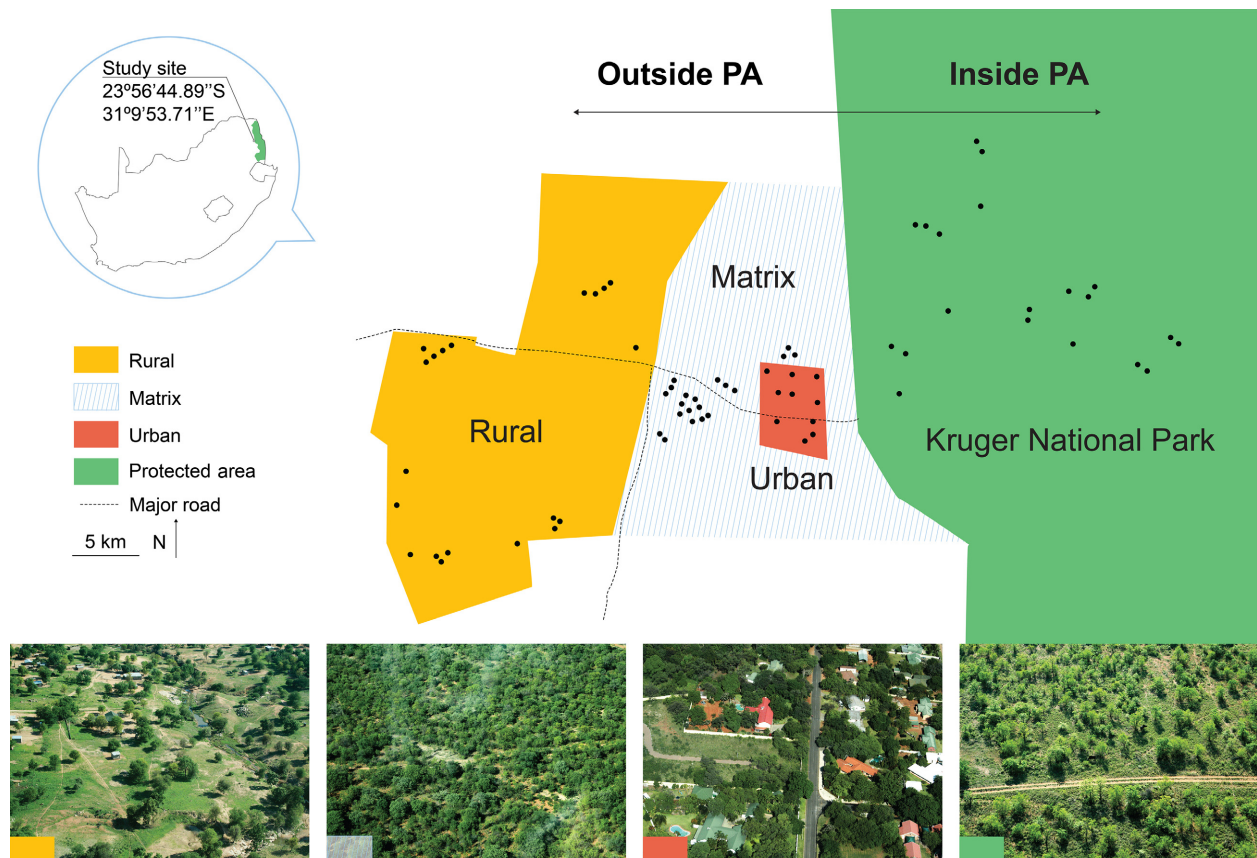 Study site
23º56’44.89’’S
31º9’53.71’’E
Outside PA
Inside PA
Matrix
Rural
Urban
Kruger National Park
Rural
Matrix
Urban
Protected area
Major road
5 km
N